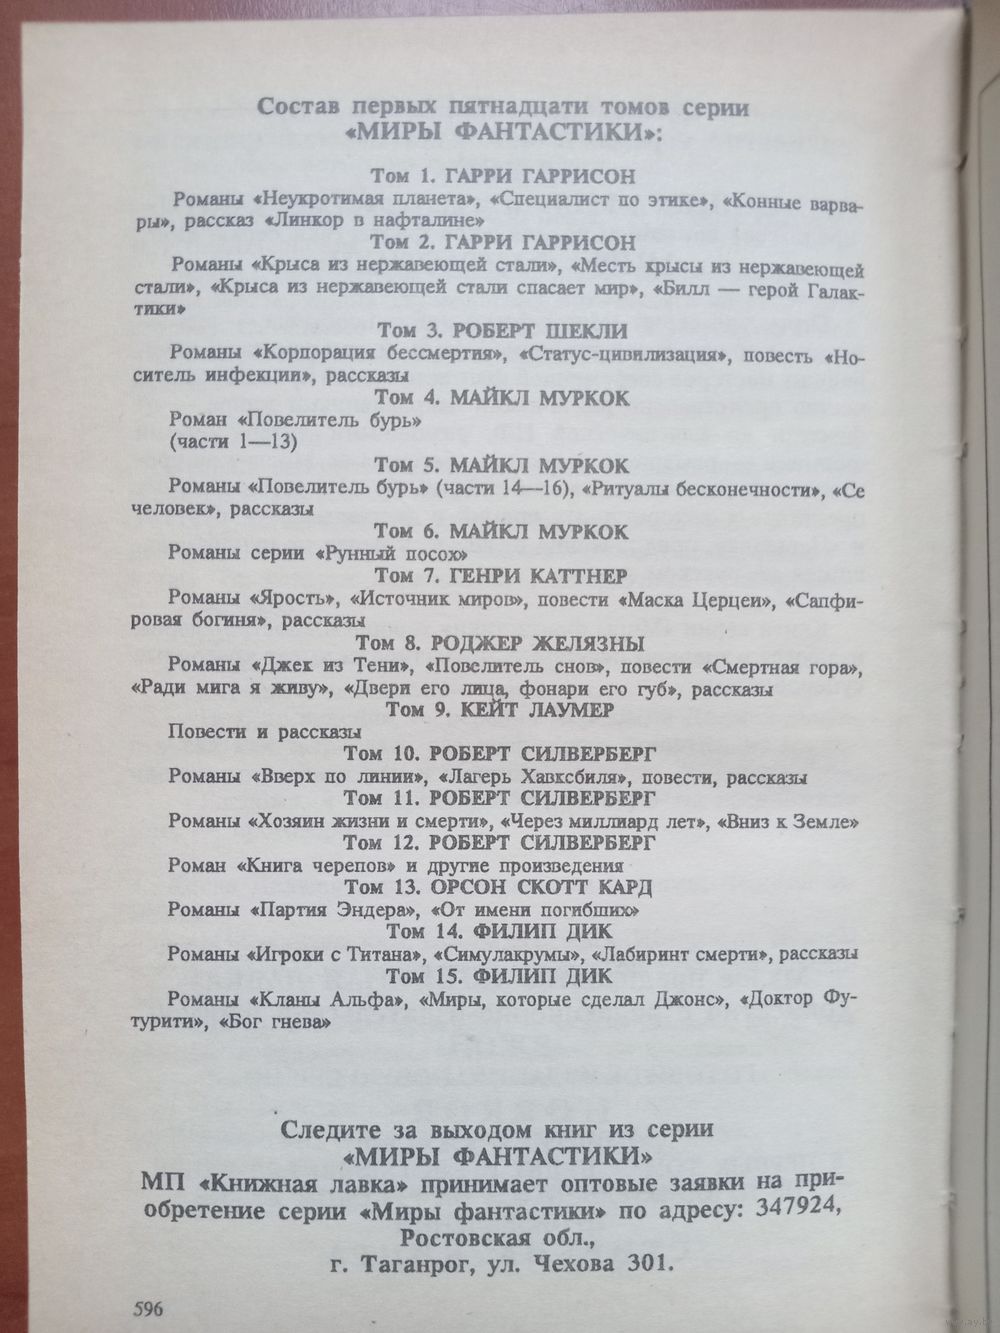 Состав первых пятнадцати томов серии
«МИРЫ ФАНТАСТИКИ»:
Том 1. ГАРРИ ГАРРИСОН
Романы «Неукротимая планета», «Специалист по этике», «Конные варва-
ры», рассказ «Линкор в нафталине»
Том 2. ГАРРИ ГАРРИСОН
Романы «Крыса из нержавеющей стали», «Месть крысы из нержавеющей
стали», «Крыса из нержавеющей стали спасает мир», «Билл — герой Галак-
тики»
Том 3. РОБЕРТ ШЕКЛИ
Романы «Корпорация бессмертия», «Статус-цивилизация», повесть «Но-
ситель инфекции», рассказы
Том 4. МАЙКЛ МУРКОК
Роман «Повелитель бурь»
(части 1—13)
Том 5. МАЙКЛ МУРКОК
Романы «Повелитель бурь» (части 14—16), «Ритуалы бесконечности», «Се
человек», рассказы
Том 6. МАЙКЛ МУРКОК
Романы серии «Рунный посох»
Том 7. ГЕНРИ КАТТНЕР
Романы «Ярость», «Источник миров», повести «Маска Церцеи», «Сапфи-
ровая богиня», рассказы
Том 8. РОДЖЕР ЖЕЛЯЗНЫ
Романы «Джек из Тени», «Повелитель снов», повести «Смертная гора»,
«Ради мига я живу», «Двери его лица, фонари его губ», рассказы
Том 9. КЕЙТ ЛАУМЕР
Повести и рассказы
Том 10. РОБЕРТ СИЛВЕРБЕРГ
Романы «Вверх по линии», «Лагерь Хавксбиля», повести, рассказы
Том 11. РОБЕРТ СИЛВЕРБЕРГ
Романы «Хозяин жизни и смерти», «Через миллиард лет», «Вниз к Земле»
Том 12. РОБЕРТ СИЛВЕРБЕРГ
Роман «Книга черепов» и другие произведения
Том 13. ОРСОН СКОТТ КАРД
Романы «Партия Эндера», «От имени погибших»
Том 14. ФИЛИП ДИК
Романы «Игроки с Титана», «Симулакрумы», «Лабиринт смерти», рассказы
Том 15. ФИЛИП ДИК
Романы «Кланы Альфа», «Миры, которые сделал Джонс», «Доктор Фу-
турити», «Бог гнева»
Следите за выходом книг из серии
«МИРЫ ФАНТАСТИКИ»
МП «Книжная лавка» принимает оптовые заявки на при-
обретение серии «Миры фантастики» по адресу: 347924,
Ростовская обл.,
г. Таганрог, ул. Чехова 301.
596